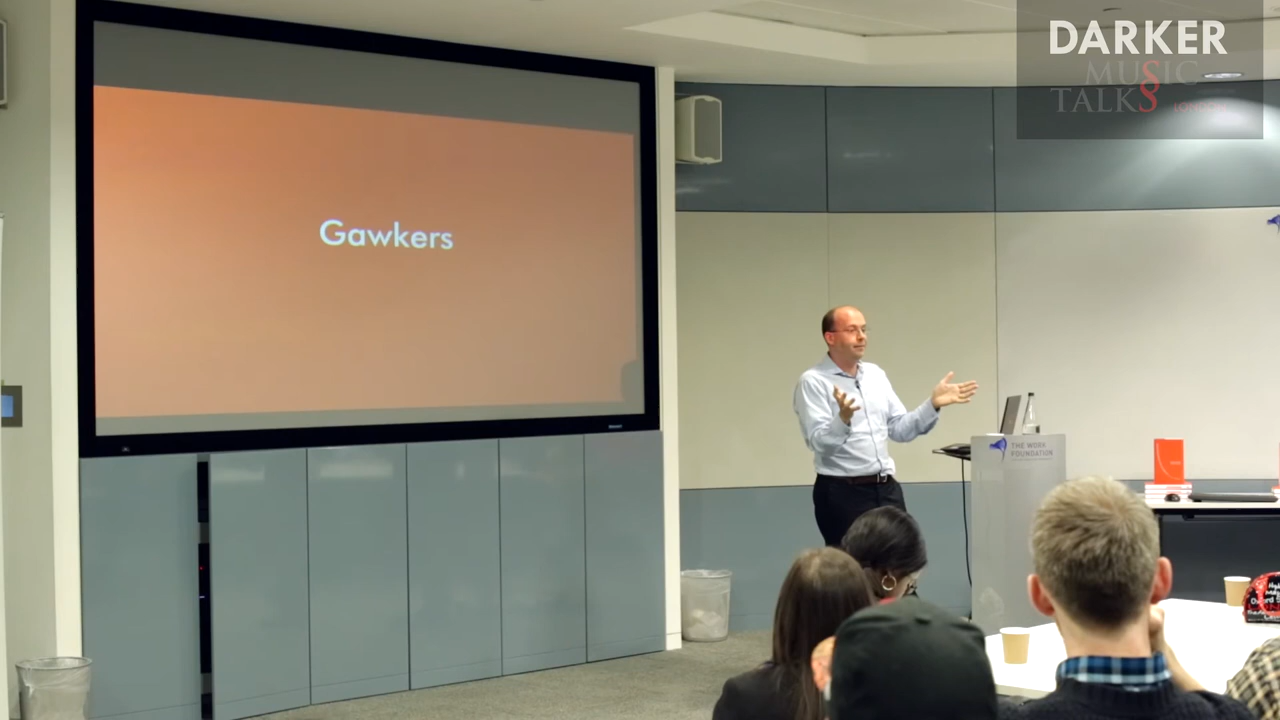 DARKER
MUSIC
TALKS LONDON
Gawkers
THE WORK
FOUNDATION